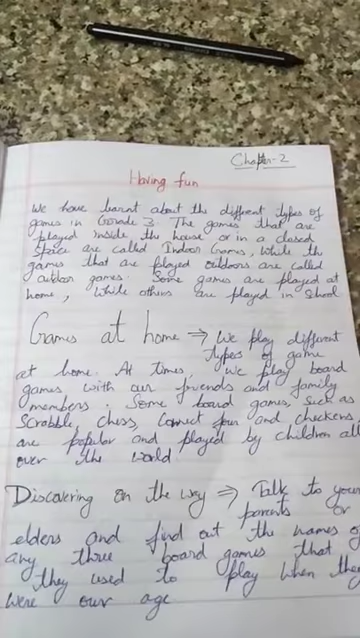 Chapter-2
Having fun
We have learnt about the different types of
games in Grade 3. The games that are
played inside the house or in a closed
space are called Indoor Games, while the
games that are played outdoors are called
outdoor games. Some games are played at
home, while others are played in School
Games at home ⇒ We play different
types of game
at home. At times, we play board
games with our friends and family
members. Some board games, such as
Scrabble, chess, Connect four and checkers
are popular and played by children all
over the world
Discovering on the way ⇒ Talk to your
parents or
elders and find out the names of
any three board games that
they used to play when they
were our age